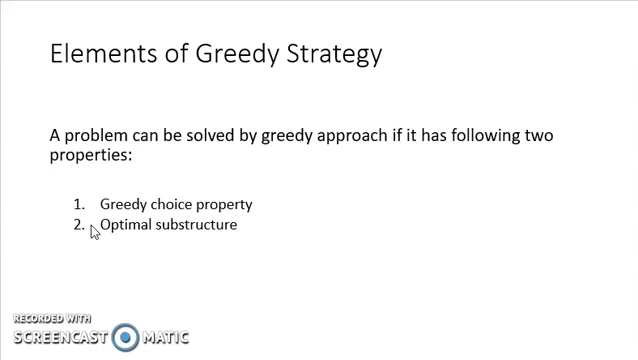 Elements of Greedy Strategy
A problem can be solved by greedy approach if it has following two
properties:
1. Greedy choice property
2. Optimal substructure
RECORDED WITH
SCREENCAST MATIC